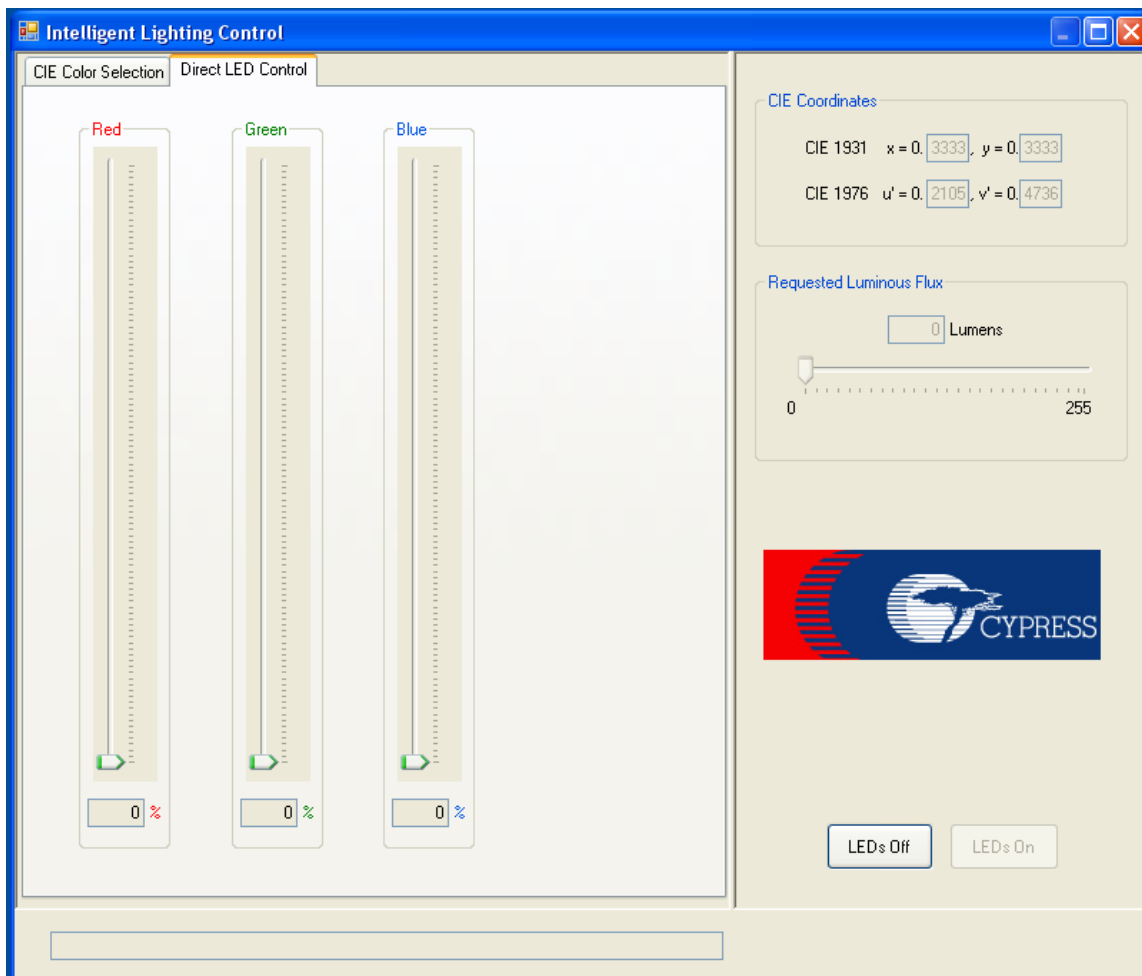 Intelligent Lighting Control
CIE Color Selection
Direct LED Control
Red
Green
Blue
0 %
0 %
0 %
CIE Coordinates
CIE 1931 x = 0. 3333 , y = 0. 3333
CIE 1976 u' = 0. 2105 , v' = 0. 4736
Requested Luminous Flux
0 Lumens
0 255
CYPRESS
LEDs Off
LEDs On